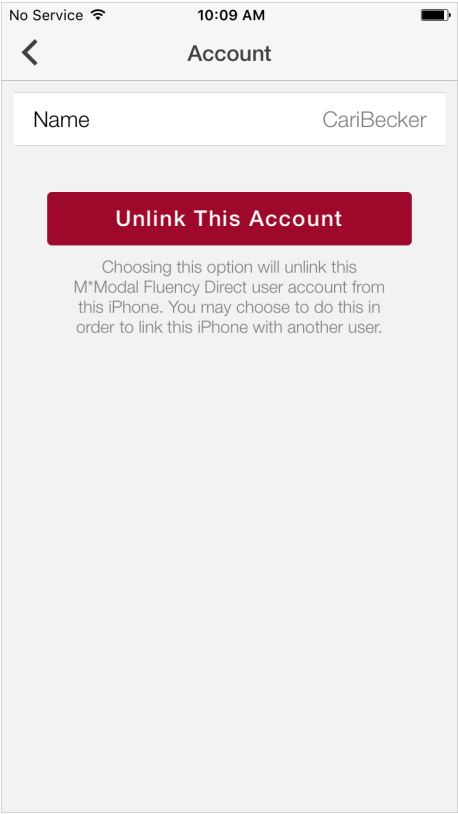 No Service 10:09 AM
Account
Name CariBecker
Unlink This Account
Choosing this option will unlink this
M*Modal Fluency Direct user account from
this iPhone. You may choose to do this in
order to link this iPhone with another user.